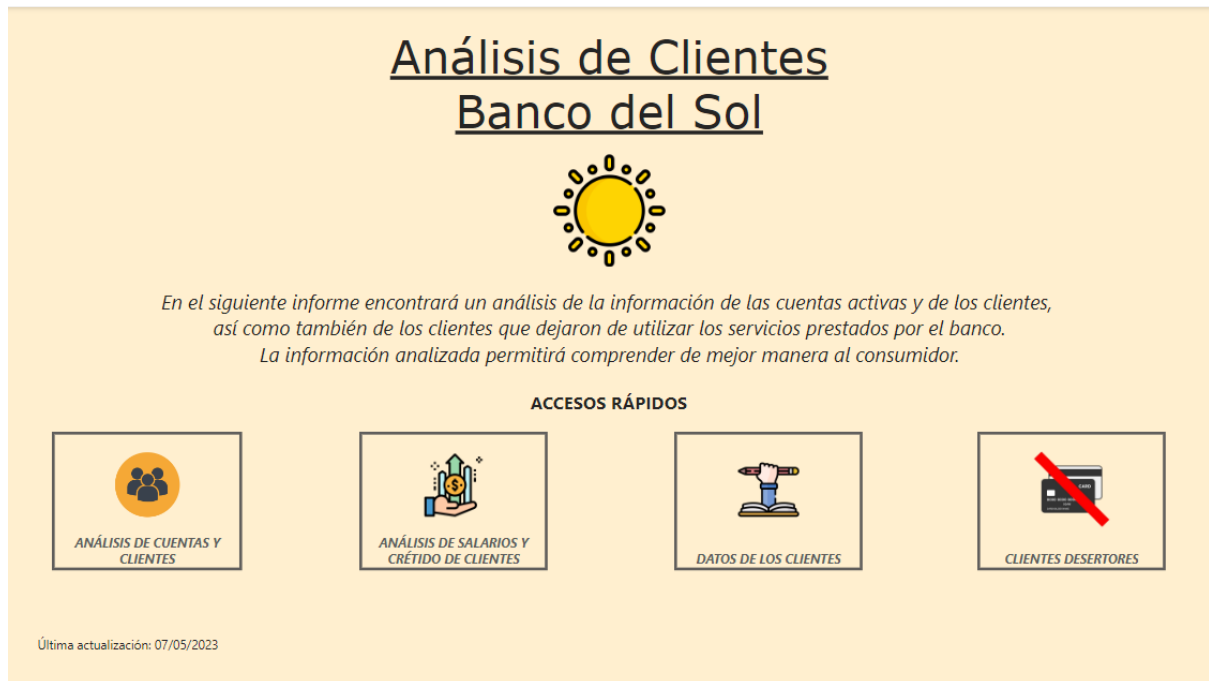 Análisis de Clientes
Banco del Sol
En el siguiente informe encontrará un análisis de la información de las cuentas activas y de los clientes,
así como también de los clientes que dejaron de utilizar los servicios prestados por el banco.
La información analizada permitirá comprender de mejor manera al consumidor.
ACCESOS RÁPIDOS
ANÁLISIS DE CUENTAS Y
CLIENTES
ANÁLISIS DE SALARIOS Y
CRÉTIDO DE CLIENTES
DATOS DE LOS CLIENTES
CARD
CLIENTES DESERTORES
Última actualización: 07/05/2023